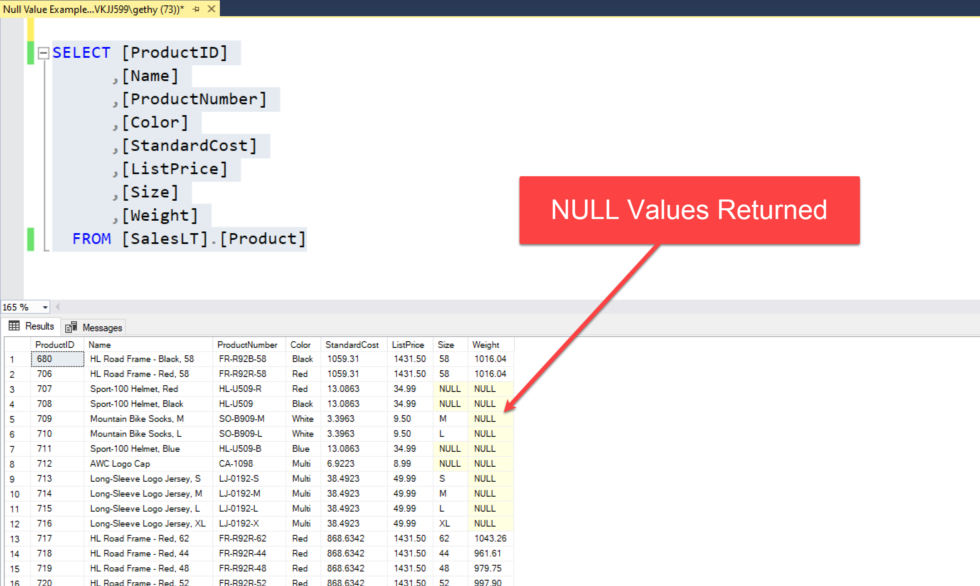 Null Value Example...VKJJ599\gethy (73))*
SELECT [ProductID]
,[Name]
,[ProductNumber]
,[Color]
,[StandardCost]
,[ListPrice]
,[Size]
,[Weight]
FROM [SalesLT].[Product]
NULL Values Returned
165 %
Results Messages
ProductID Name ProductNumber Color StandardCost ListPrice Size Weight
1 680 HL Road Frame - Black, 58 FR-R92B-58 Black 1059.31 1431.50 58 1016.04
2 706 HL Road Frame - Red, 58 FR-R92R-58 Red 1059.31 1431.50 58 1016.04
3 707 Sport-100 Helmet, Red HL-U509-R Red 13.0863 34.99 NULL NULL
4 708 Sport-100 Helmet, Black HL-U509 Black 13.0863 34.99 NULL NULL
5 709 Mountain Bike Socks, M SO-B909-M White 3.3963 9.50 M NULL
6 710 Mountain Bike Socks, L SO-B909-L White 3.3963 9.50 L NULL
7 711 Sport-100 Helmet, Blue HL-U509-B Blue 13.0863 34.99 NULL NULL
8 712 AWC Logo Cap CA-1098 Multi 6.9223 8.99 NULL NULL
9 713 Long-Sleeve Logo Jersey, S LJ-0192-S Multi 38.4923 49.99 S NULL
10 714 Long-Sleeve Logo Jersey, M LJ-0192-M Multi 38.4923 49.99 M NULL
11 715 Long-Sleeve Logo Jersey, L LJ-0192-L Multi 38.4923 49.99 L NULL
12 716 Long-Sleeve Logo Jersey, XL LJ-0192-X Multi 38.4923 49.99 XL NULL
13 717 HL Road Frame - Red, 62 FR-R92R-62 Red 868.6342 1431.50 62 1043.26
14 718 HL Road Frame - Red, 44 FR-R92R-44 Red 868.6342 1431.50 44 961.61
15 719 HL Road Frame - Red, 48 FR-R92R-48 Red 868.6342 1431.50 48 979.75
16 720 HL Road Frame - Red, 52 FR-R92R-52 Red 868.6342 1431.50 52 997.90